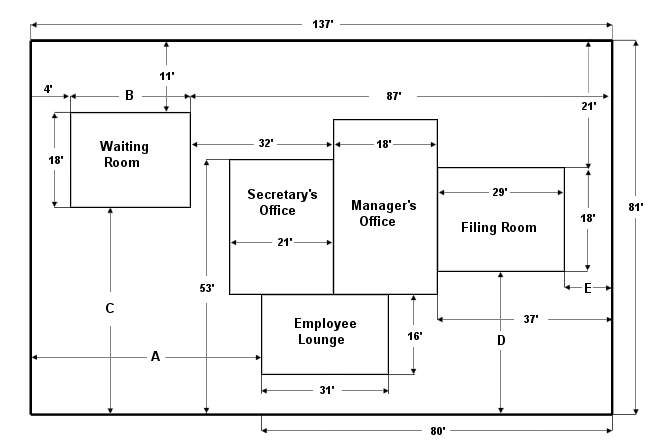 137'
11'
4'
B
87'
21'
Waiting
Room
18'
32'
18'
Secretary's
Office
Manager's
Office
29'
Filing Room
18'
81'
21'
53'
C
E
Employee
Lounge
37'
16'
D
A
31'
80'